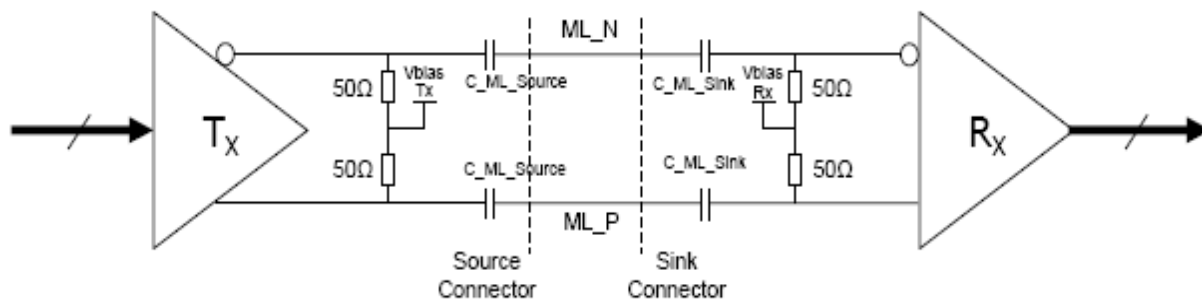 ML_N
Vbias
Tx
C_ML_Source
C_ML_Sink
Vbias
Rx
50Ω
50Ω
TX
RX
50Ω
C_ML_Source
C_ML_Sink
50Ω
ML_P
Source
Connector
Sink
Connector